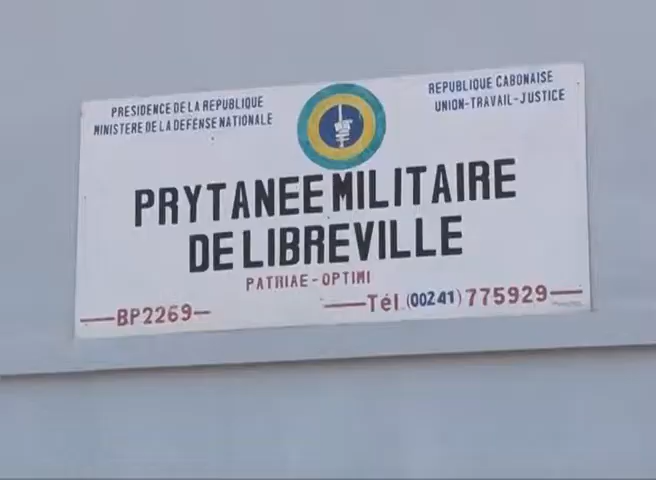 PRESIDENCE DE LA REPUBLIQUE
MINISTERE DE LA DEFENSE NATIONALE
REPUBLIQUE GABONAISE
UNION-TRAVAIL-JUSTICE
PRYTANEE MILITAIRE
DE LIBREVILLE
PATRIAE-OPTIMI
BP2269
Tél.(00241)775929